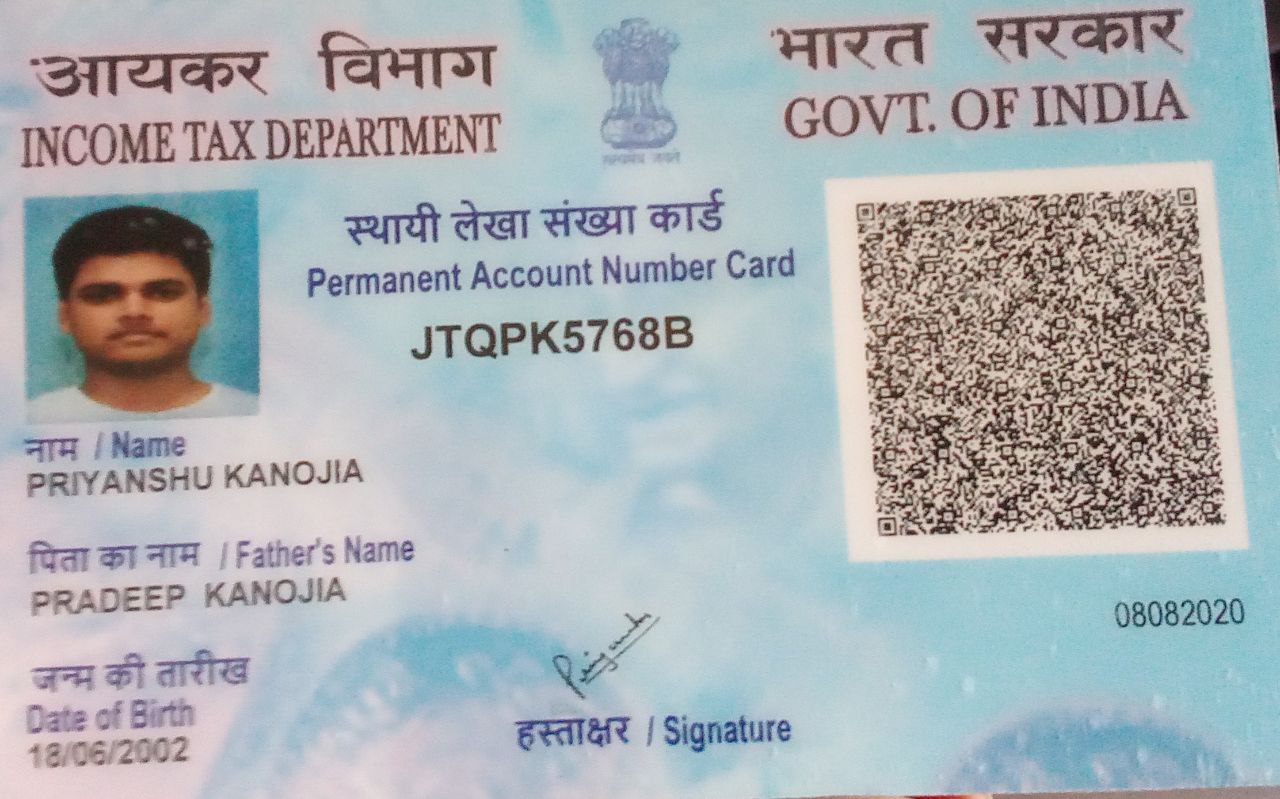 आयकर विभाग
INCOME TAX DEPARTMENT
सत्यमेव जयते
भारत सरकार
GOVT. OF INDIA
स्थायी लेखा संख्या कार्ड
Permanent Account Number Card
JTQPK5768B
नाम / Name
PRIYANSHU KANOJIA
पिता का नाम / Father's Name
PRADEEP KANOJIA
08082020
जन्म की तारीख
Date of Birth
18/06/2002
Priyanshu
हस्ताक्षर / Signature